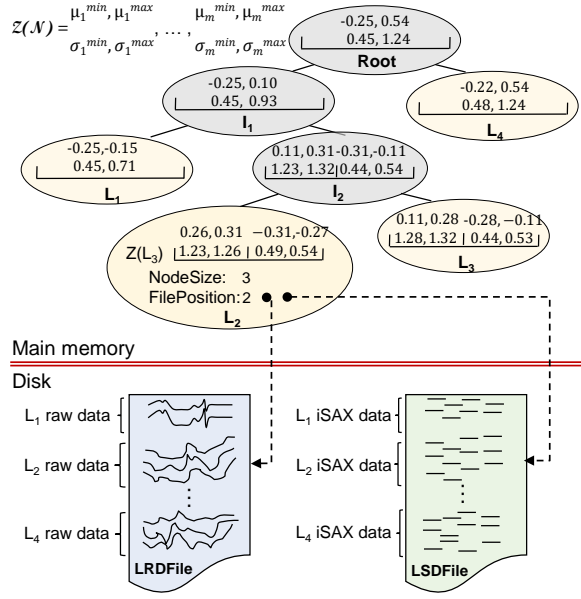 Z(N) = μ₁ᵐⁱⁿ, μ₁ᵐᵃˣ , … , μₘᵐⁱⁿ, μₘᵐᵃˣ
σ₁ᵐⁱⁿ, σ₁ᵐᵃˣ σₘᵐⁱⁿ, σₘᵐᵃˣ
-0.25, 0.54
0.45, 1.24
Root
-0.25, 0.10
0.45, 0.93
I₁
-0.22, 0.54
0.48, 1.24
L₄
-0.25,-0.15
0.45, 0.71
L₁
0.11, 0.31 -0.31,-0.11
1.23, 1.32 0.44, 0.54
I₂
0.26, 0.31 −0.31,-0.27
Z(L₃) 1.23, 1.26 0.49, 0.54
NodeSize: 3
FilePosition: 2
L₂
0.11, 0.28 -0.28, −0.11
1.28, 1.32 0.44, 0.53
L₃
Main memory
Disk
L₁ raw data
L₂ raw data
L₄ raw data
LRDFile
L₁ iSAX data
L₂ iSAX data
L₄ iSAX data
LSDFile